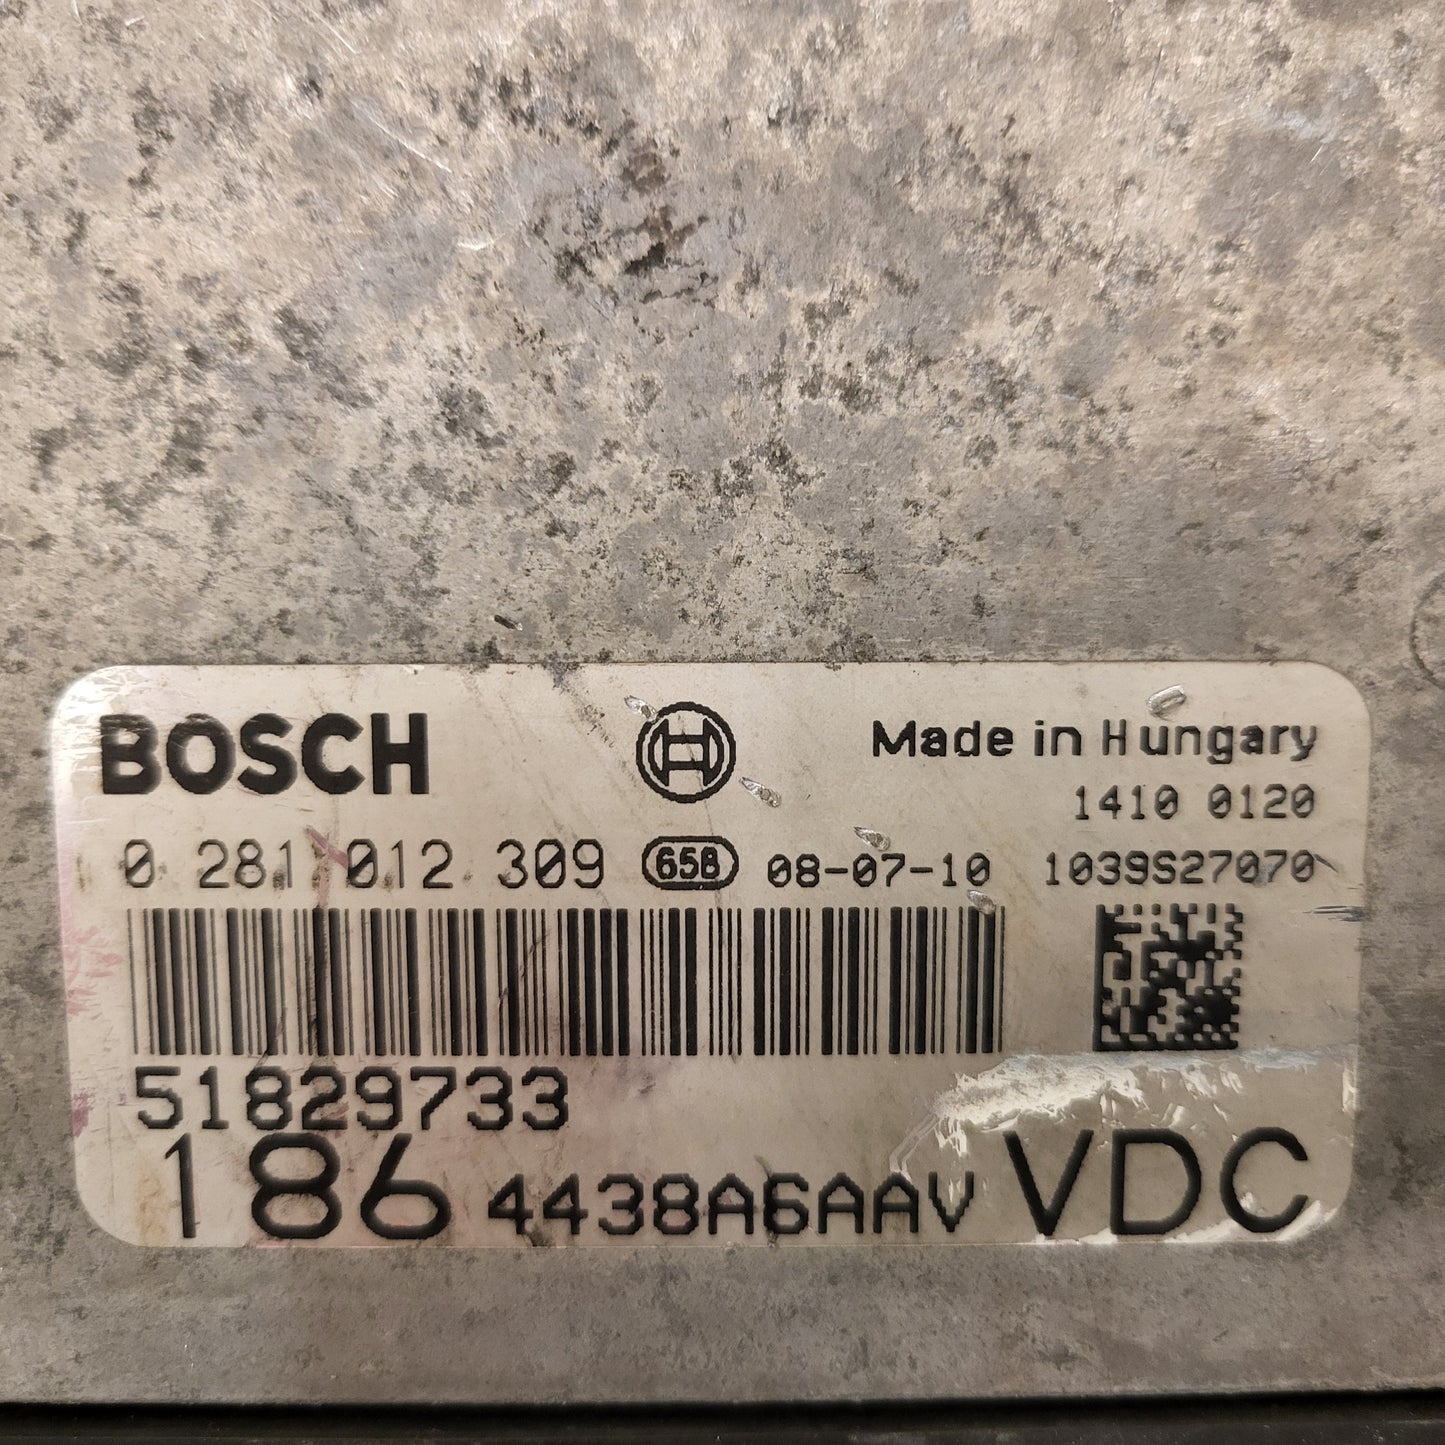 BOSCH
Made in Hungary
1410 0120
0 281 012 309 658 08-07-10 1039S27070
51829733
186 4438A6AAV VDC